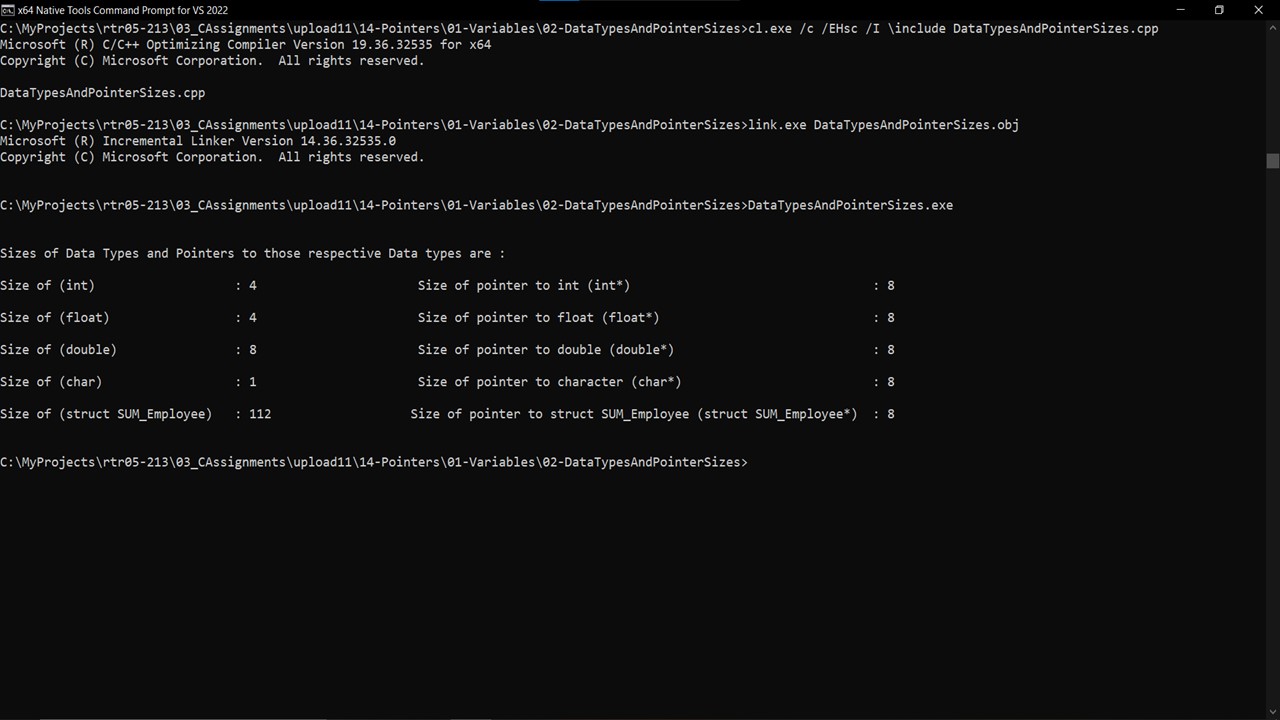 x64 Native Tools Command Prompt for VS 2022
C:\MyProjects\rtr05-213\03_CAssignments\upload11\14-Pointers\01-Variables\02-DataTypesAndPointerSizes>cl.exe /c /EHsc /I \include DataTypesAndPointerSizes.cpp
Microsoft (R) C/C++ Optimizing Compiler Version 19.36.32535 for x64
Copyright (C) Microsoft Corporation.  All rights reserved.
DataTypesAndPointerSizes.cpp
C:\MyProjects\rtr05-213\03_CAssignments\upload11\14-Pointers\01-Variables\02-DataTypesAndPointerSizes>link.exe DataTypesAndPointerSizes.obj
Microsoft (R) Incremental Linker Version 14.36.32535.0
Copyright (C) Microsoft Corporation.  All rights reserved.
C:\MyProjects\rtr05-213\03_CAssignments\upload11\14-Pointers\01-Variables\02-DataTypesAndPointerSizes>DataTypesAndPointerSizes.exe
Sizes of Data Types and Pointers to those respective Data types are :
Size of (int)                   : 4                      Size of pointer to int (int*)                                 : 8
Size of (float)                 : 4                      Size of pointer to float (float*)                             : 8
Size of (double)                : 8                      Size of pointer to double (double*)                           : 8
Size of (char)                  : 1                      Size of pointer to character (char*)                          : 8
Size of (struct SUM_Employee)   : 112                   Size of pointer to struct SUM_Employee (struct SUM_Employee*)  : 8
C:\MyProjects\rtr05-213\03_CAssignments\upload11\14-Pointers\01-Variables\02-DataTypesAndPointerSizes>